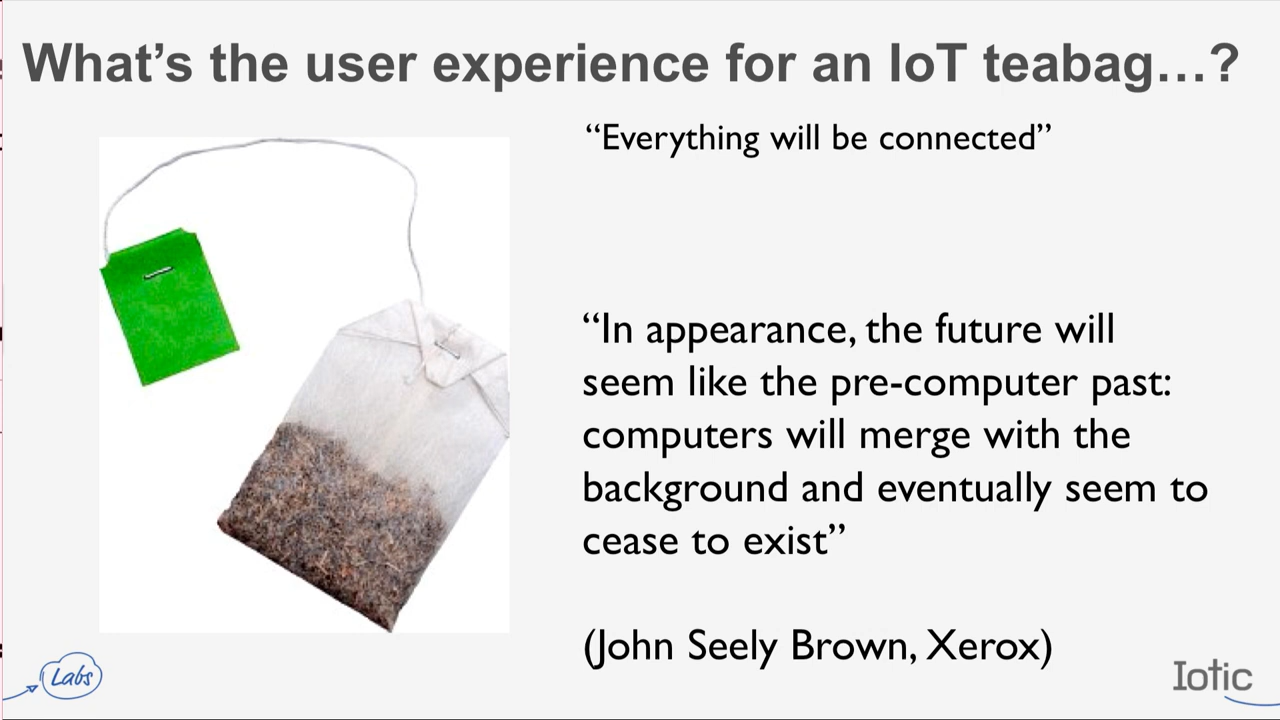 What’s the user experience for an IoT teabag…?
“Everything will be connected”
“In appearance, the future will
seem like the pre-computer past:
computers will merge with the
background and eventually seem to
cease to exist”
(John Seely Brown, Xerox)
Labs
Iotic